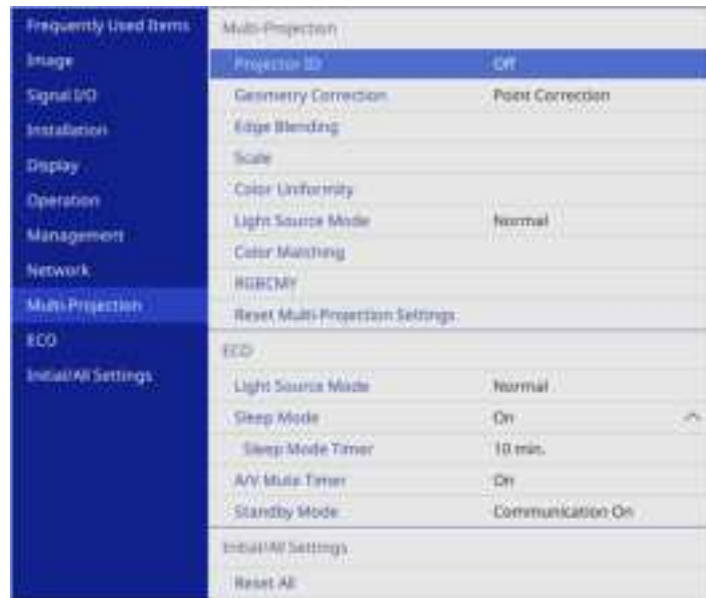 Frequently Used Items
Image
Signal I/O
Installation
Display
Operation
Management
Network
Multi-Projection
ECO
Initial/All Settings
Multi-Projection
Projector ID Off
Geometry Correction Point Correction
Edge Blending
Scale
Color Uniformity
Light Source Mode Normal
Color Matching
RGBCMY
Reset Multi-Projection Settings
ECO
Light Source Mode Normal
Sleep Mode On
Sleep Mode Timer 10 min.
A/V Mute Timer On
Standby Mode Communication On
Initial/All Settings
Reset All